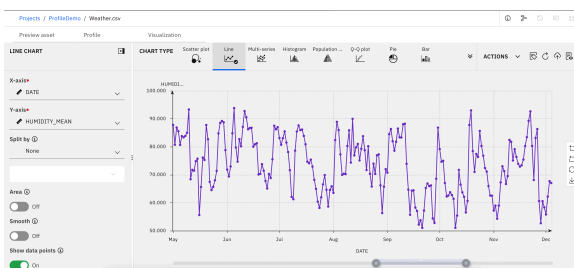 Projects / ProfileDemo / Weather.csv
Preview asset Profile Visualization
LINE CHART
CHART TYPE Scatter plot Line Multi-series Histogram Population ... Q-Q plot Pie Bar ACTIONS
X-axis•
DATE
Y-axis•
HUMIDITY_MEAN
Split by
None
Area
Off
Smooth
Off
Show data points
On
HUMIDI...
100.000
90.000
80.000
70.000
60.000
50.000
May Jun Jul Aug Sep Oct Nov Dec
DATE